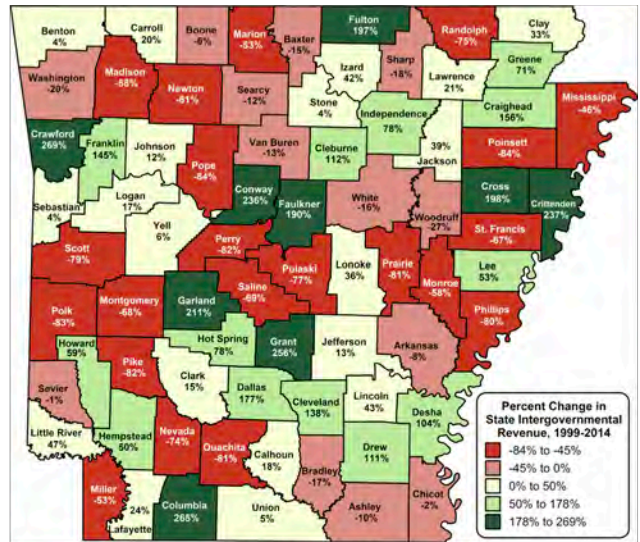 Benton
4%
Carroll
20%
Boone
-6%
Marion
-53%
Baxter
-15%
Fulton
197%
Randolph
-75%
Clay
33%
Sharp
-18%
Izard
42%
Greene
71%
Lawrence
21%
Washington
-20%
Madison
-68%
Newton
-61%
Searcy
-12%
Stone
4%
Independence
78%
Craighead
156%
Mississippi
-46%
Crawford
269%
Franklin
145%
Johnson
12%
Pope
-54%
Van Buren
-13%
Cleburne
112%
39%
Jackson
Poinsett
-84%
Sebastian
4%
Logan
17%
Conway
236%
Faulkner
190%
White
-16%
Woodruff
-27%
Cross
198%
Crittenden
237%
Yell
6%
St. Francis
-67%
Scott
-79%
Perry
-82%
Pulaski
-77%
Lonoke
36%
Prairie
-81%
Monroe
-58%
Lee
53%
Polk
-83%
Montgomery
-68%
Garland
211%
Saline
-69%
Phillips
-80%
Howard
59%
Pike
-82%
Hot Spring
78%
Grant
256%
Jefferson
13%
Arkansas
-8%
Sevier
-1%
Clark
15%
Dallas
177%
Cleveland
138%
Lincoln
43%
Desha
104%
Little River
47%
Hempstead
50%
Nevada
-74%
Ouachita
-81%
Calhoun
18%
Bradley
-17%
Drew
111%
Miller
-53%
24%
Lafayette
Columbia
265%
Union
5%
Ashley
-10%
Chicot
-2%
Percent Change in
State Intergovernmental
Revenue, 1999-2014
-84% to -45%
-45% to 0%
0% to 50%
50% to 178%
178% to 269%